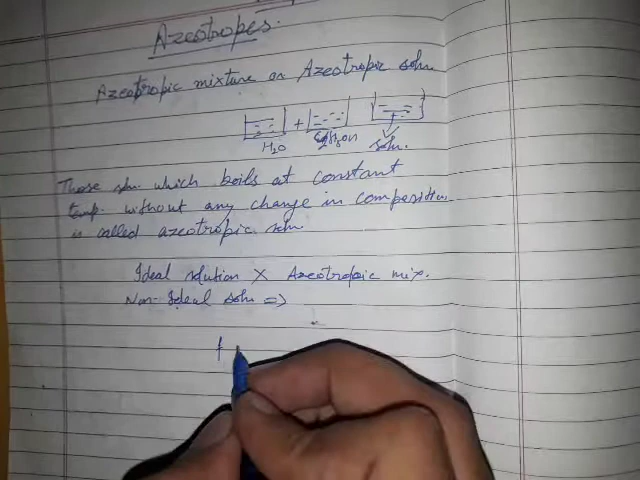 Azeotropes.
Azeotropic mixture or Azeotropic soln
+
H2O C2H5OH soln.
Those soln. which boils at constant
temp. without any change in composition
is called azeotropic soln
Ideal solution X Azeotropic mix.
Non-Ideal soln =>